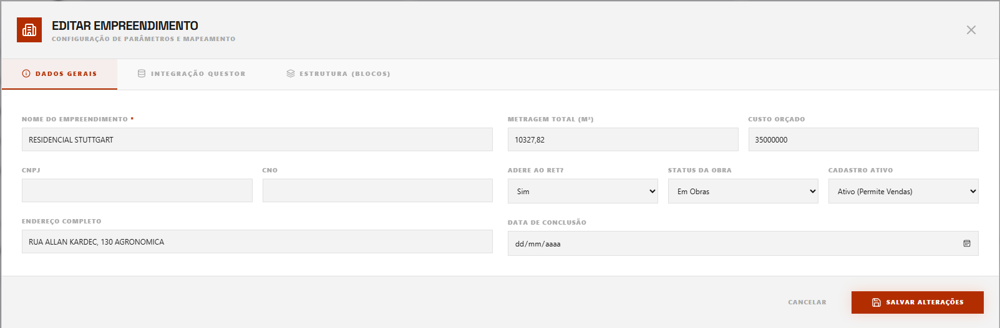 EDITAR EMPREENDIMENTO
CONFIGURAÇÃO DE PARÂMETROS E MAPEAMENTO
DADOS GERAIS
INTEGRAÇÃO QUESTOR
ESTRUTURA (BLOCOS)
NOME DO EMPREENDIMENTO *
RESIDENCIAL STUTTGART
METRAGEM TOTAL (M²)
10327,82
CUSTO ORÇADO
35000000
CNPJ
CNO
ADERE AO RET?
Sim
STATUS DA OBRA
Em Obras
CADASTRO ATIVO
Ativo (Permite Vendas)
ENDEREÇO COMPLETO
RUA ALLAN KARDEC, 130 AGRONOMICA
DATA DE CONCLUSÃO
dd/mm/aaaa
CANCELAR
SALVAR ALTERAÇÕES